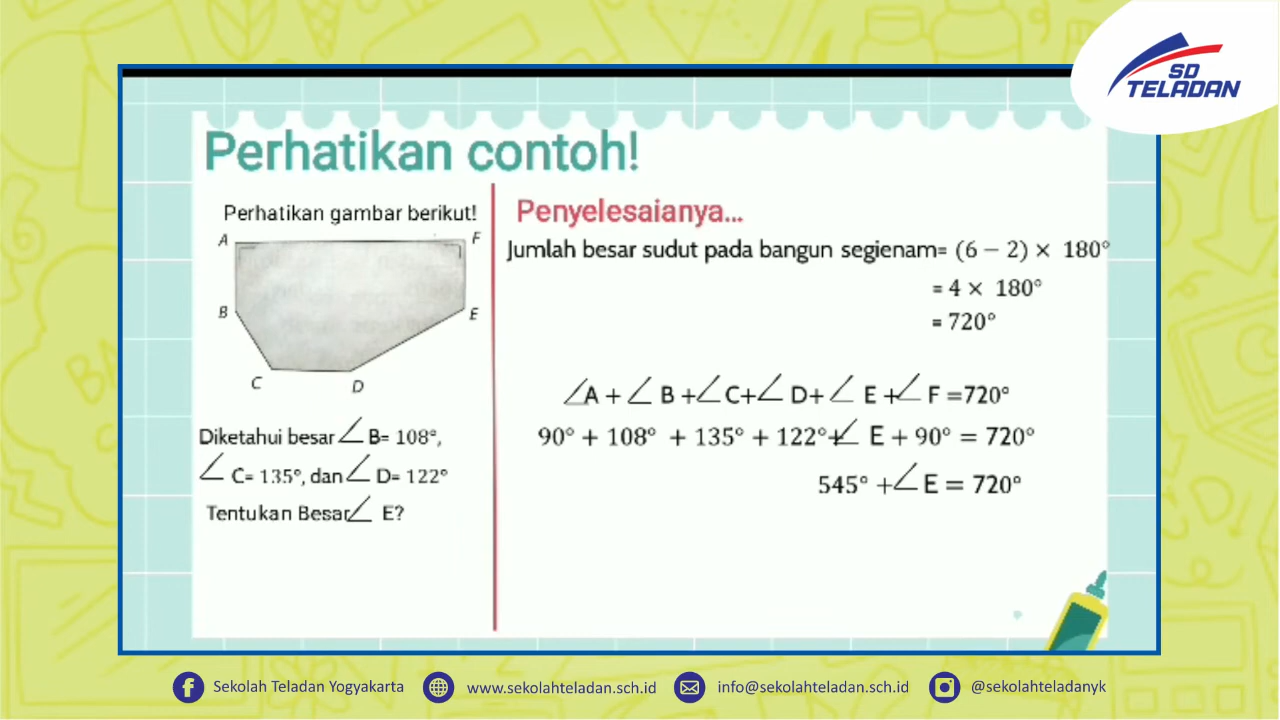 SD
TELADAN
Perhatikan contoh!
Perhatikan gambar berikut!
A
F
B
E
C
D
Diketahui besar ∠ B= 108°,
∠ C= 135°, dan ∠ D= 122°
Tentukan Besar ∠ E?
Penyelesaianya...
Jumlah besar sudut pada bangun segienam= (6 − 2) × 180°
= 4 × 180°
= 720°
∠A + ∠ B +∠ C+∠ D+ ∠ E +∠ F =720°
90° + 108° + 135° + 122°+∠ E + 90° = 720°
545° +∠ E = 720°
Sekolah Teladan Yogyakarta
www.sekolahteladan.sch.id
info@sekolahteladan.sch.id
@sekolahteladanyk